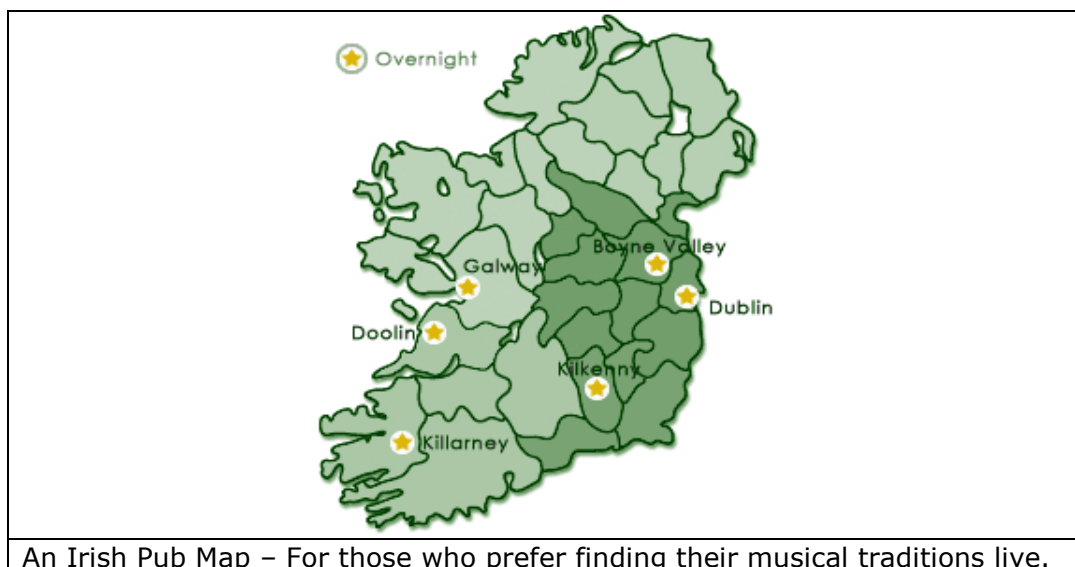 Overnight
Boyne Valley
Galway
Dublin
Doolin
Kilkenny
Killarney
An Irish Pub Map – For those who prefer finding their musical traditions live.